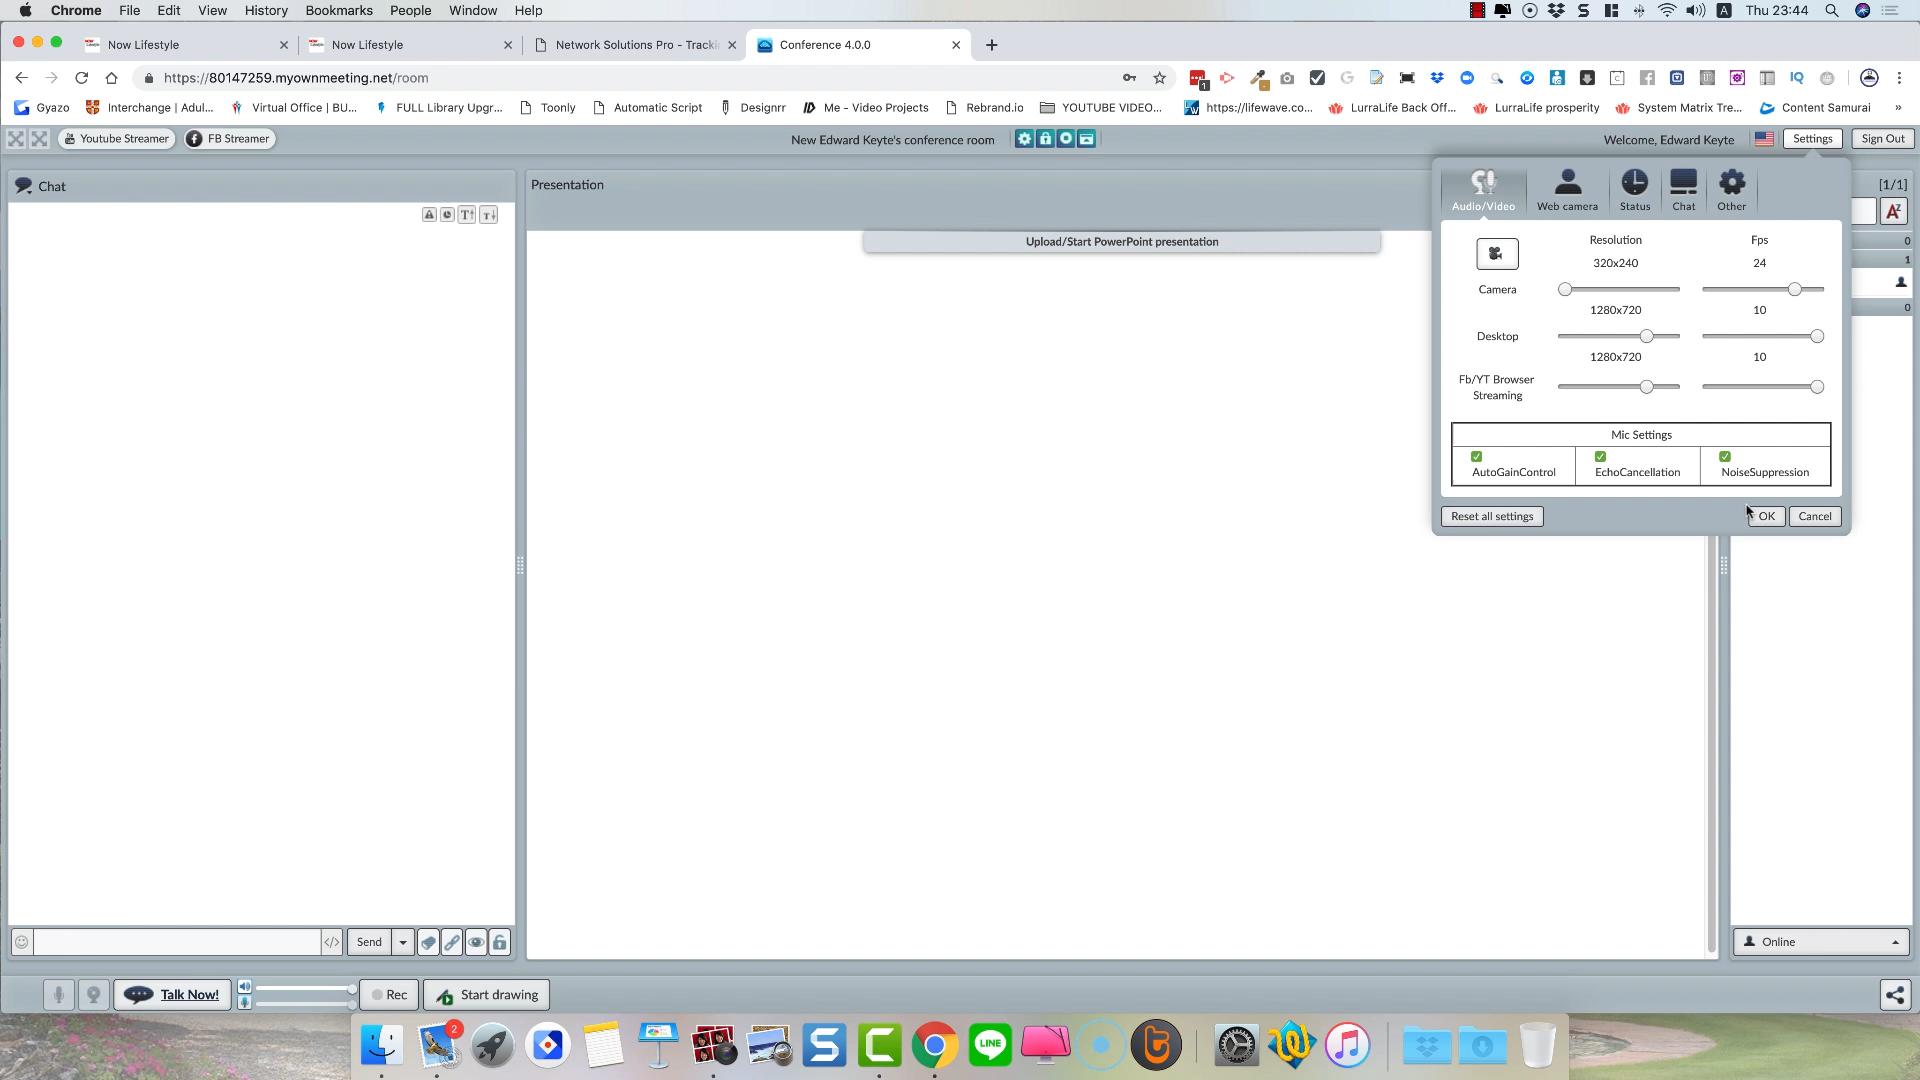 Chrome File Edit View History Bookmarks People Window Help
A Thu 23:44
Now Lifestyle Now Lifestyle Network Solutions Pro - Tracki Conference 4.0.0
https://80147259.myownmeeting.net/room
Gyazo Interchange | Adul... Virtual Office | BU... FULL Library Upgr... Toonly Automatic Script Designrr Me - Video Projects Rebrand.io YOUTUBE VIDEO... https://lifewave.co... LurraLife Back Off... LurraLife prosperity System Matrix Tre... Content Samurai »
Youtube Streamer FB Streamer New Edward Keyte's conference room Welcome, Edward Keyte Settings Sign Out
Chat
Presentation
[1/1]
Audio/Video Web camera Status Chat Other
Upload/Start PowerPoint presentation
0
1
0
Resolution Fps
320x240 24
Camera
1280x720 10
Desktop
1280x720 10
Fb/YT Browser
Streaming
Mic Settings
AutoGainControl EchoCancellation NoiseSuppression
Reset all settings OK Cancel
</> Send
Online
Talk Now! Rec Start drawing
2
LINE